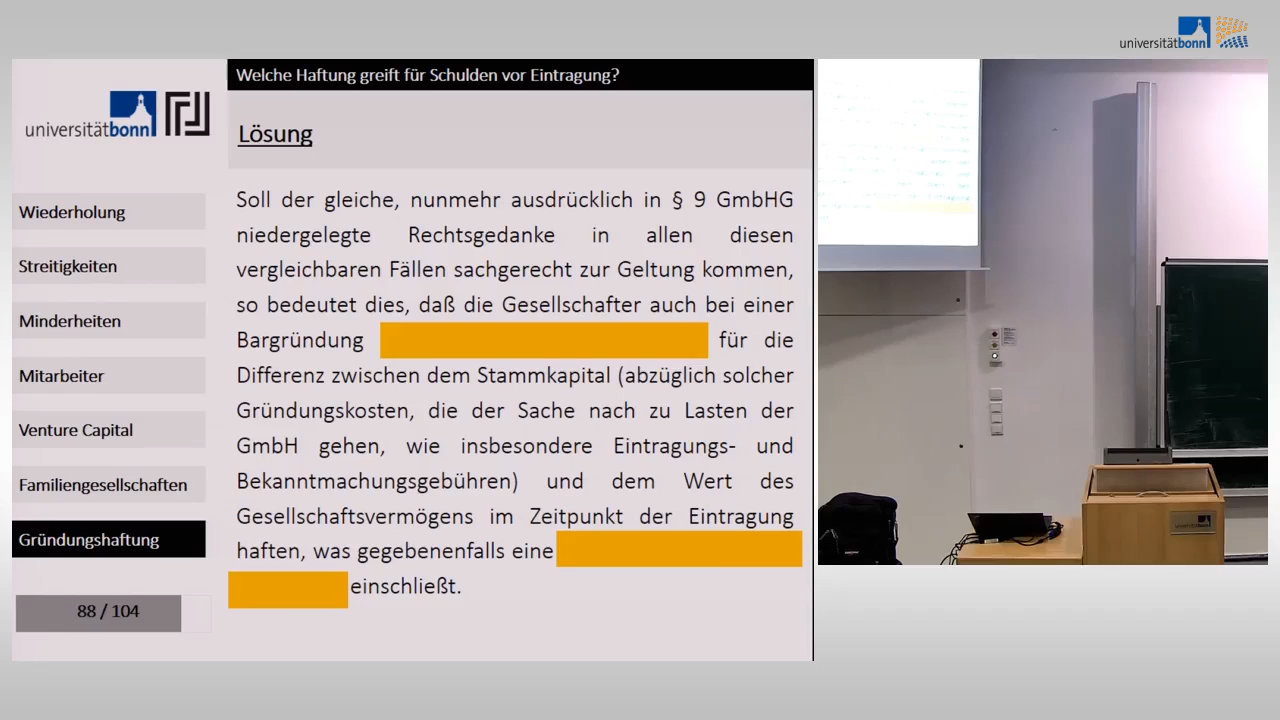 universitätbonn
Welche Haftung greift für Schulden vor Eintragung?
universitätbonn
Lösung
Wiederholung
Streitigkeiten
Minderheiten
Mitarbeiter
Venture Capital
Familiengesellschaften
Gründungshaftung
88 / 104
Soll der gleiche, nunmehr ausdrücklich in § 9 GmbHG
niedergelegte Rechtsgedanke in allen diesen
vergleichbaren Fällen sachgerecht zur Geltung kommen,
so bedeutet dies, daß die Gesellschafter auch bei einer
Bargründung für die
Differenz zwischen dem Stammkapital (abzüglich solcher
Gründungskosten, die der Sache nach zu Lasten der
GmbH gehen, wie insbesondere Eintragungs- und
Bekanntmachungsgebühren) und dem Wert des
Gesellschaftsvermögens im Zeitpunkt der Eintragung
haften, was gegebenenfalls eine
einschließt.
universitätbonn